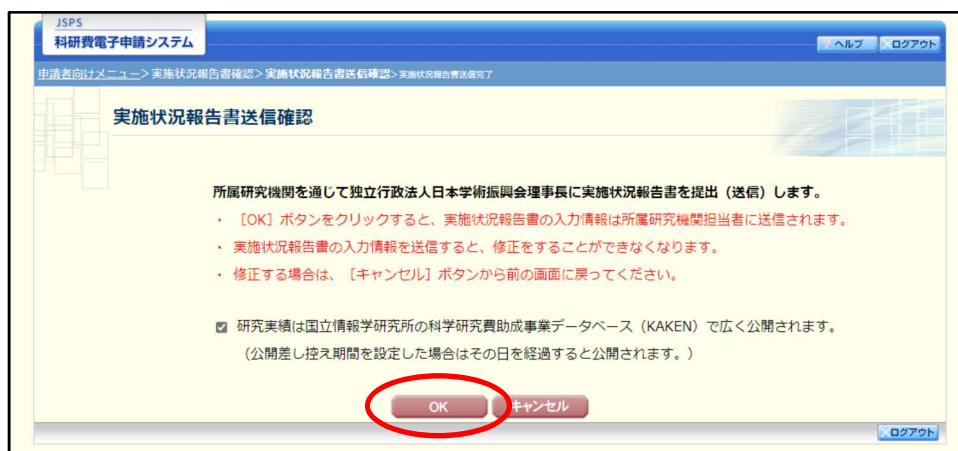 JSPS
科研費電子申請システム
ヘルプ ログアウト
申請者向けメニュー>実施状況報告書確認>実施状況報告書送信確認>実施状況報告書送信完了
実施状況報告書送信確認
所属研究機関を通じて独立行政法人日本学術振興会理事長に実施状況報告書を提出（送信）します。
・ ［OK］ボタンをクリックすると、実施状況報告書の入力情報は所属研究機関担当者に送信されます。
・ 実施状況報告書の入力情報を送信すると、修正をすることができなくなります。
・ 修正する場合は、［キャンセル］ボタンから前の画面に戻ってください。
研究実績は国立情報学研究所の科学研究費助成事業データベース（KAKEN）で広く公開されます。
（公開差し控え期間を設定した場合はその日を経過すると公開されます。）
OK キャンセル
ログアウト